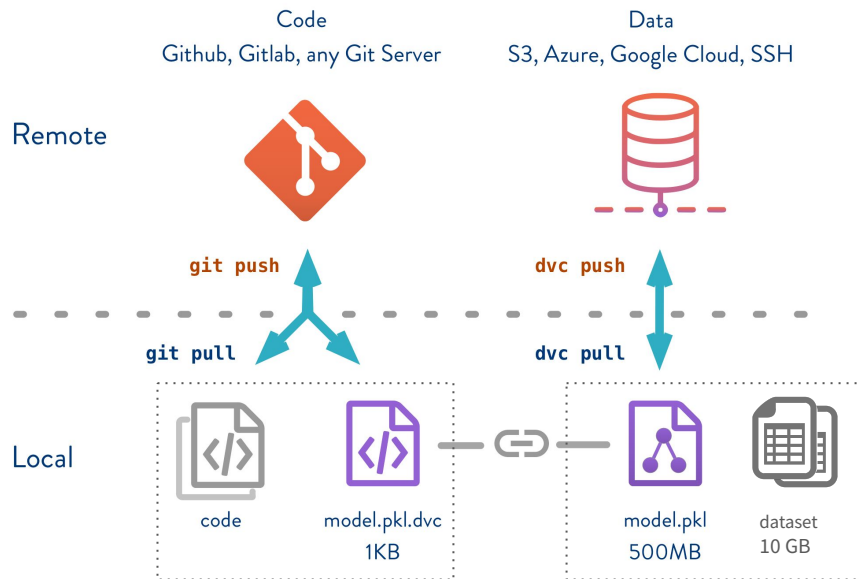 Code
Github, Gitlab, any Git Server
Data
S3, Azure, Google Cloud, SSH
Remote
git push
dvc push
git pull
dvc pull
Local
code
model.pkl.dvc
1KB
model.pkl
500MB
dataset
10 GB